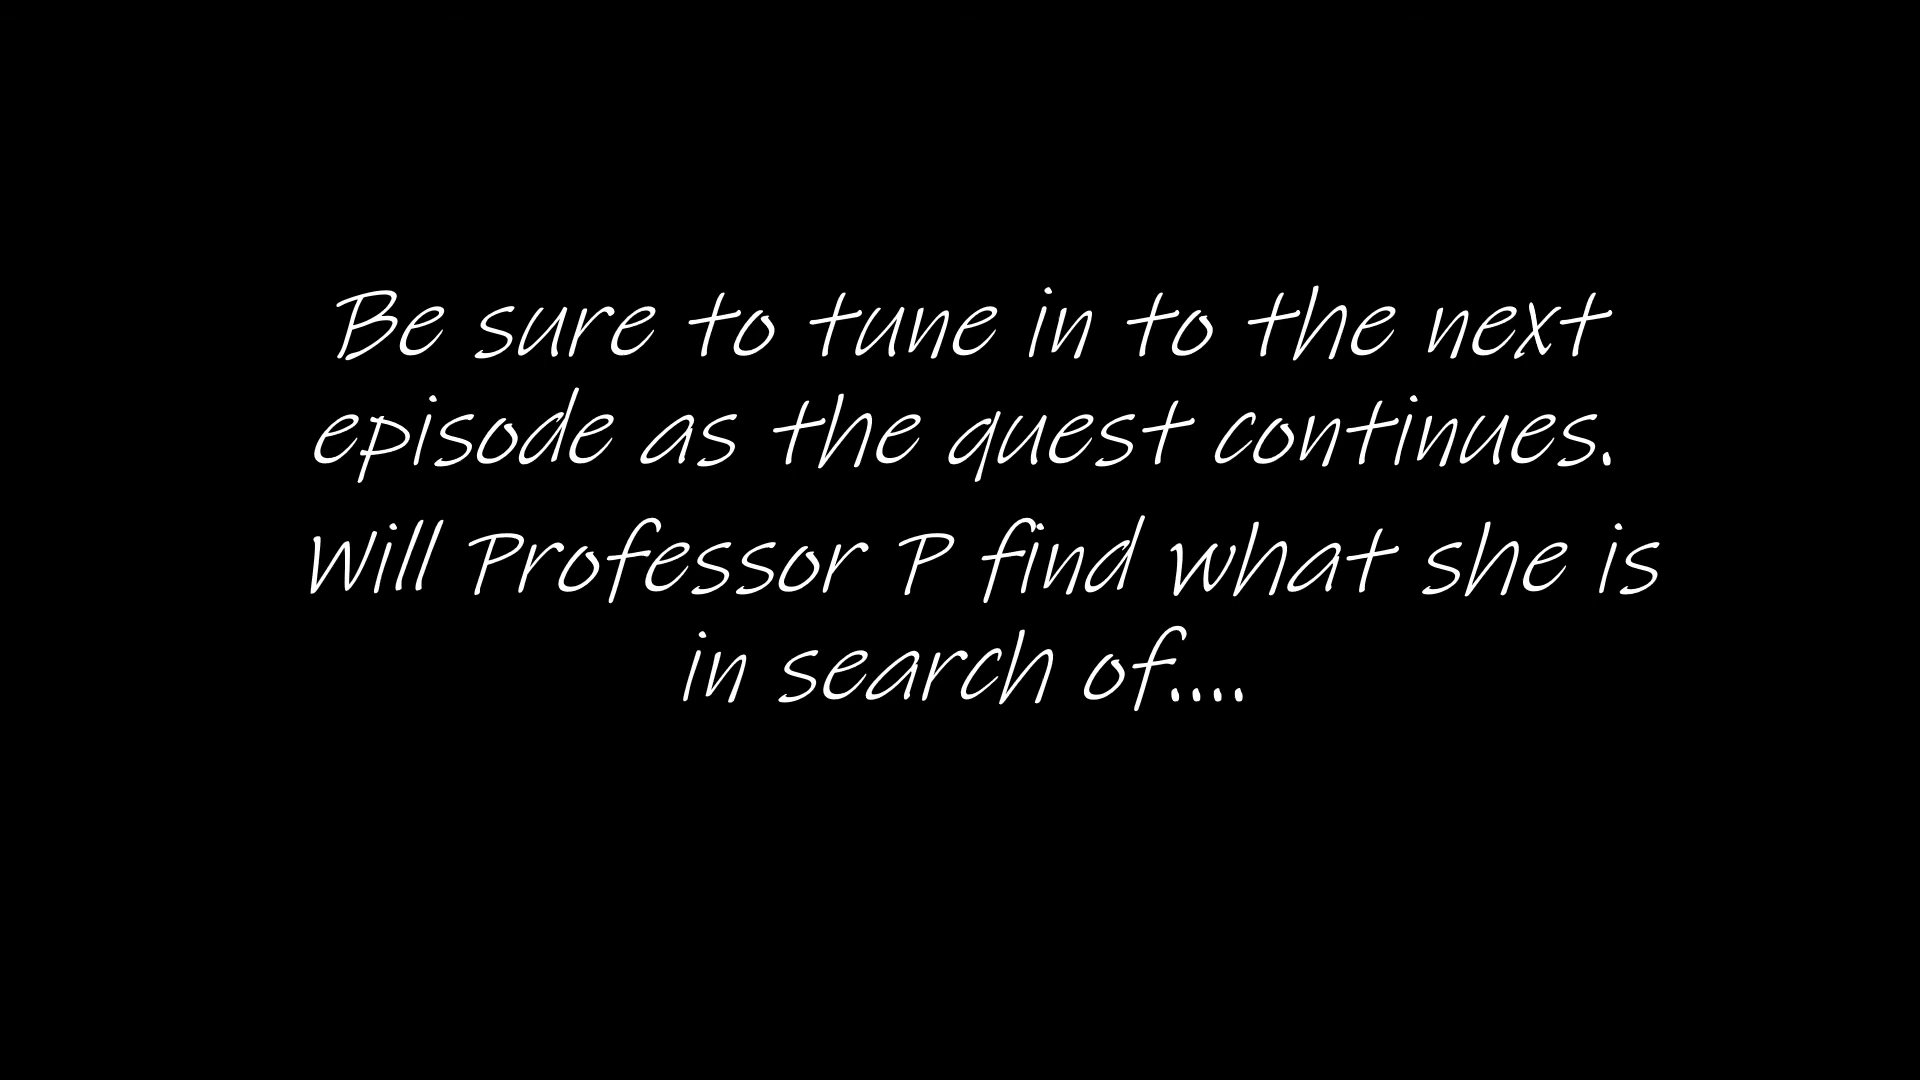 Be sure to tune in to the next
episode as the quest continues.
Will Professor P find what she is
in search of....